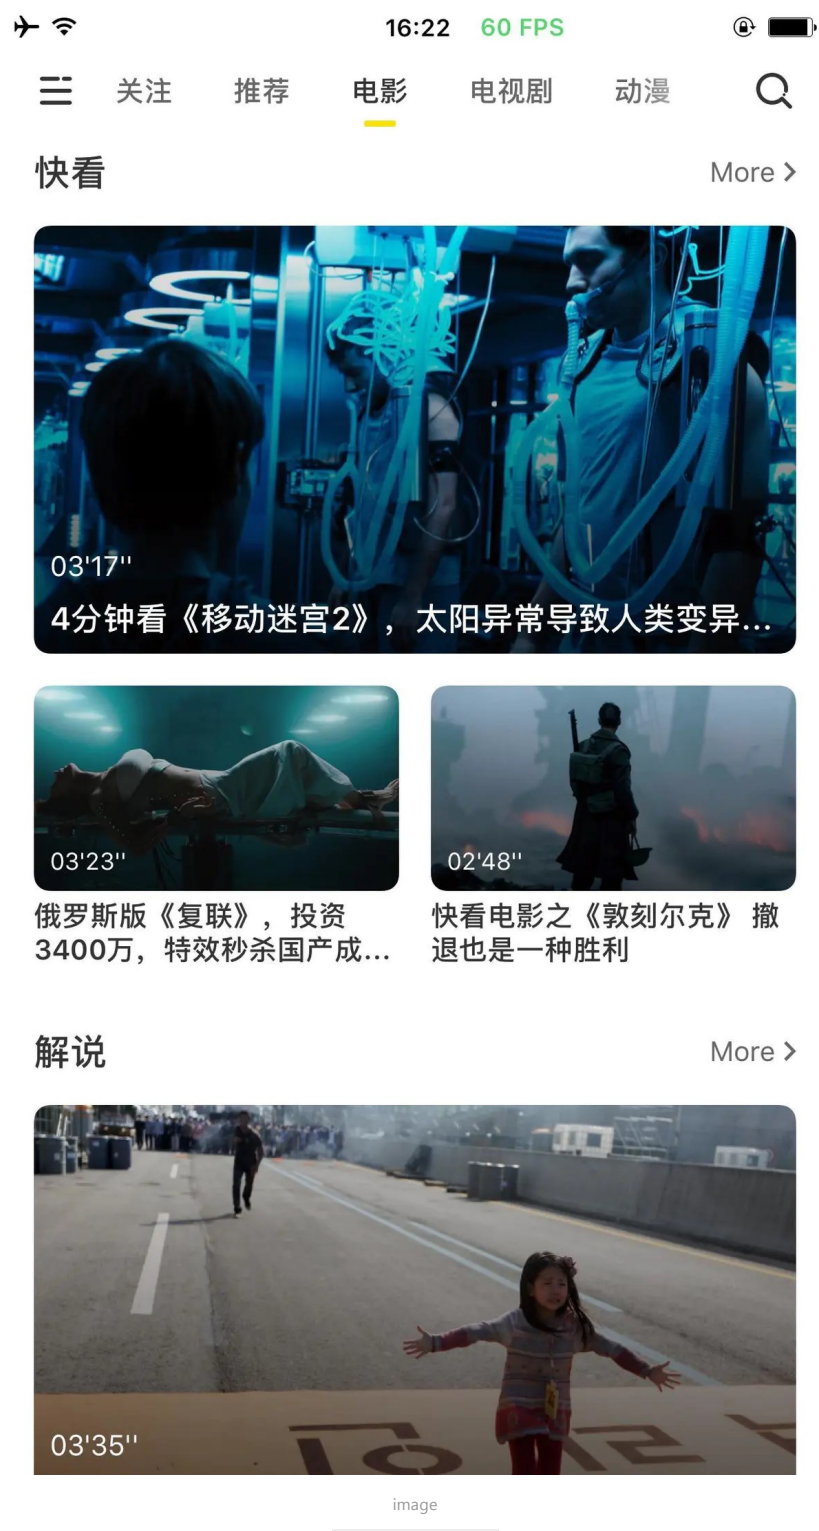 16:22 60 FPS
关注 推荐 电影 电视剧 动漫
快看 More
03'17''
4分钟看《移动迷宫2》，太阳异常导致人类变异...
03'23''
02'48''
俄罗斯版《复联》，投资
3400万，特效秒杀国产成...
快看电影之《敦刻尔克》 撤
退也是一种胜利
解说 More
03'35''
image